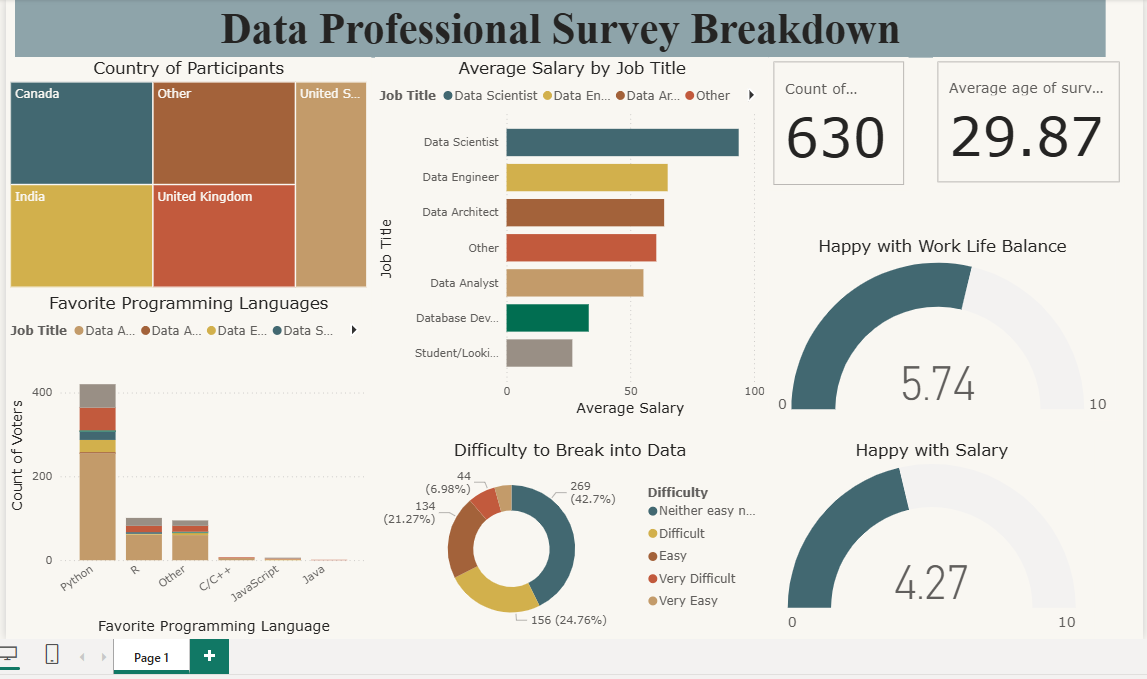 Data Professional Survey Breakdown
Country of Participants
Canada
Other
United S...
India
United Kingdom
Average Salary by Job Title
Job Title Data Scientist Data En... Data Ar... Other
Job Title
Data Scientist
Data Engineer
Data Architect
Other
Data Analyst
Database Dev...
Student/Looki...
0 50 100
Average Salary
Count of...
630
Average age of surv...
29.87
Happy with Work Life Balance
5.74
0 10
Favorite Programming Languages
Job Title Data A... Data A... Data E... Data S...
Count of Voters
400
200
0
Python R Other C/C++ JavaScript Java
Favorite Programming Language
Difficulty to Break into Data
44
(6.98%)
269
(42.7%)
134
(21.27%)
156 (24.76%)
Difficulty
Neither easy n...
Difficult
Easy
Very Difficult
Very Easy
Happy with Salary
4.27
0 10
Page 1